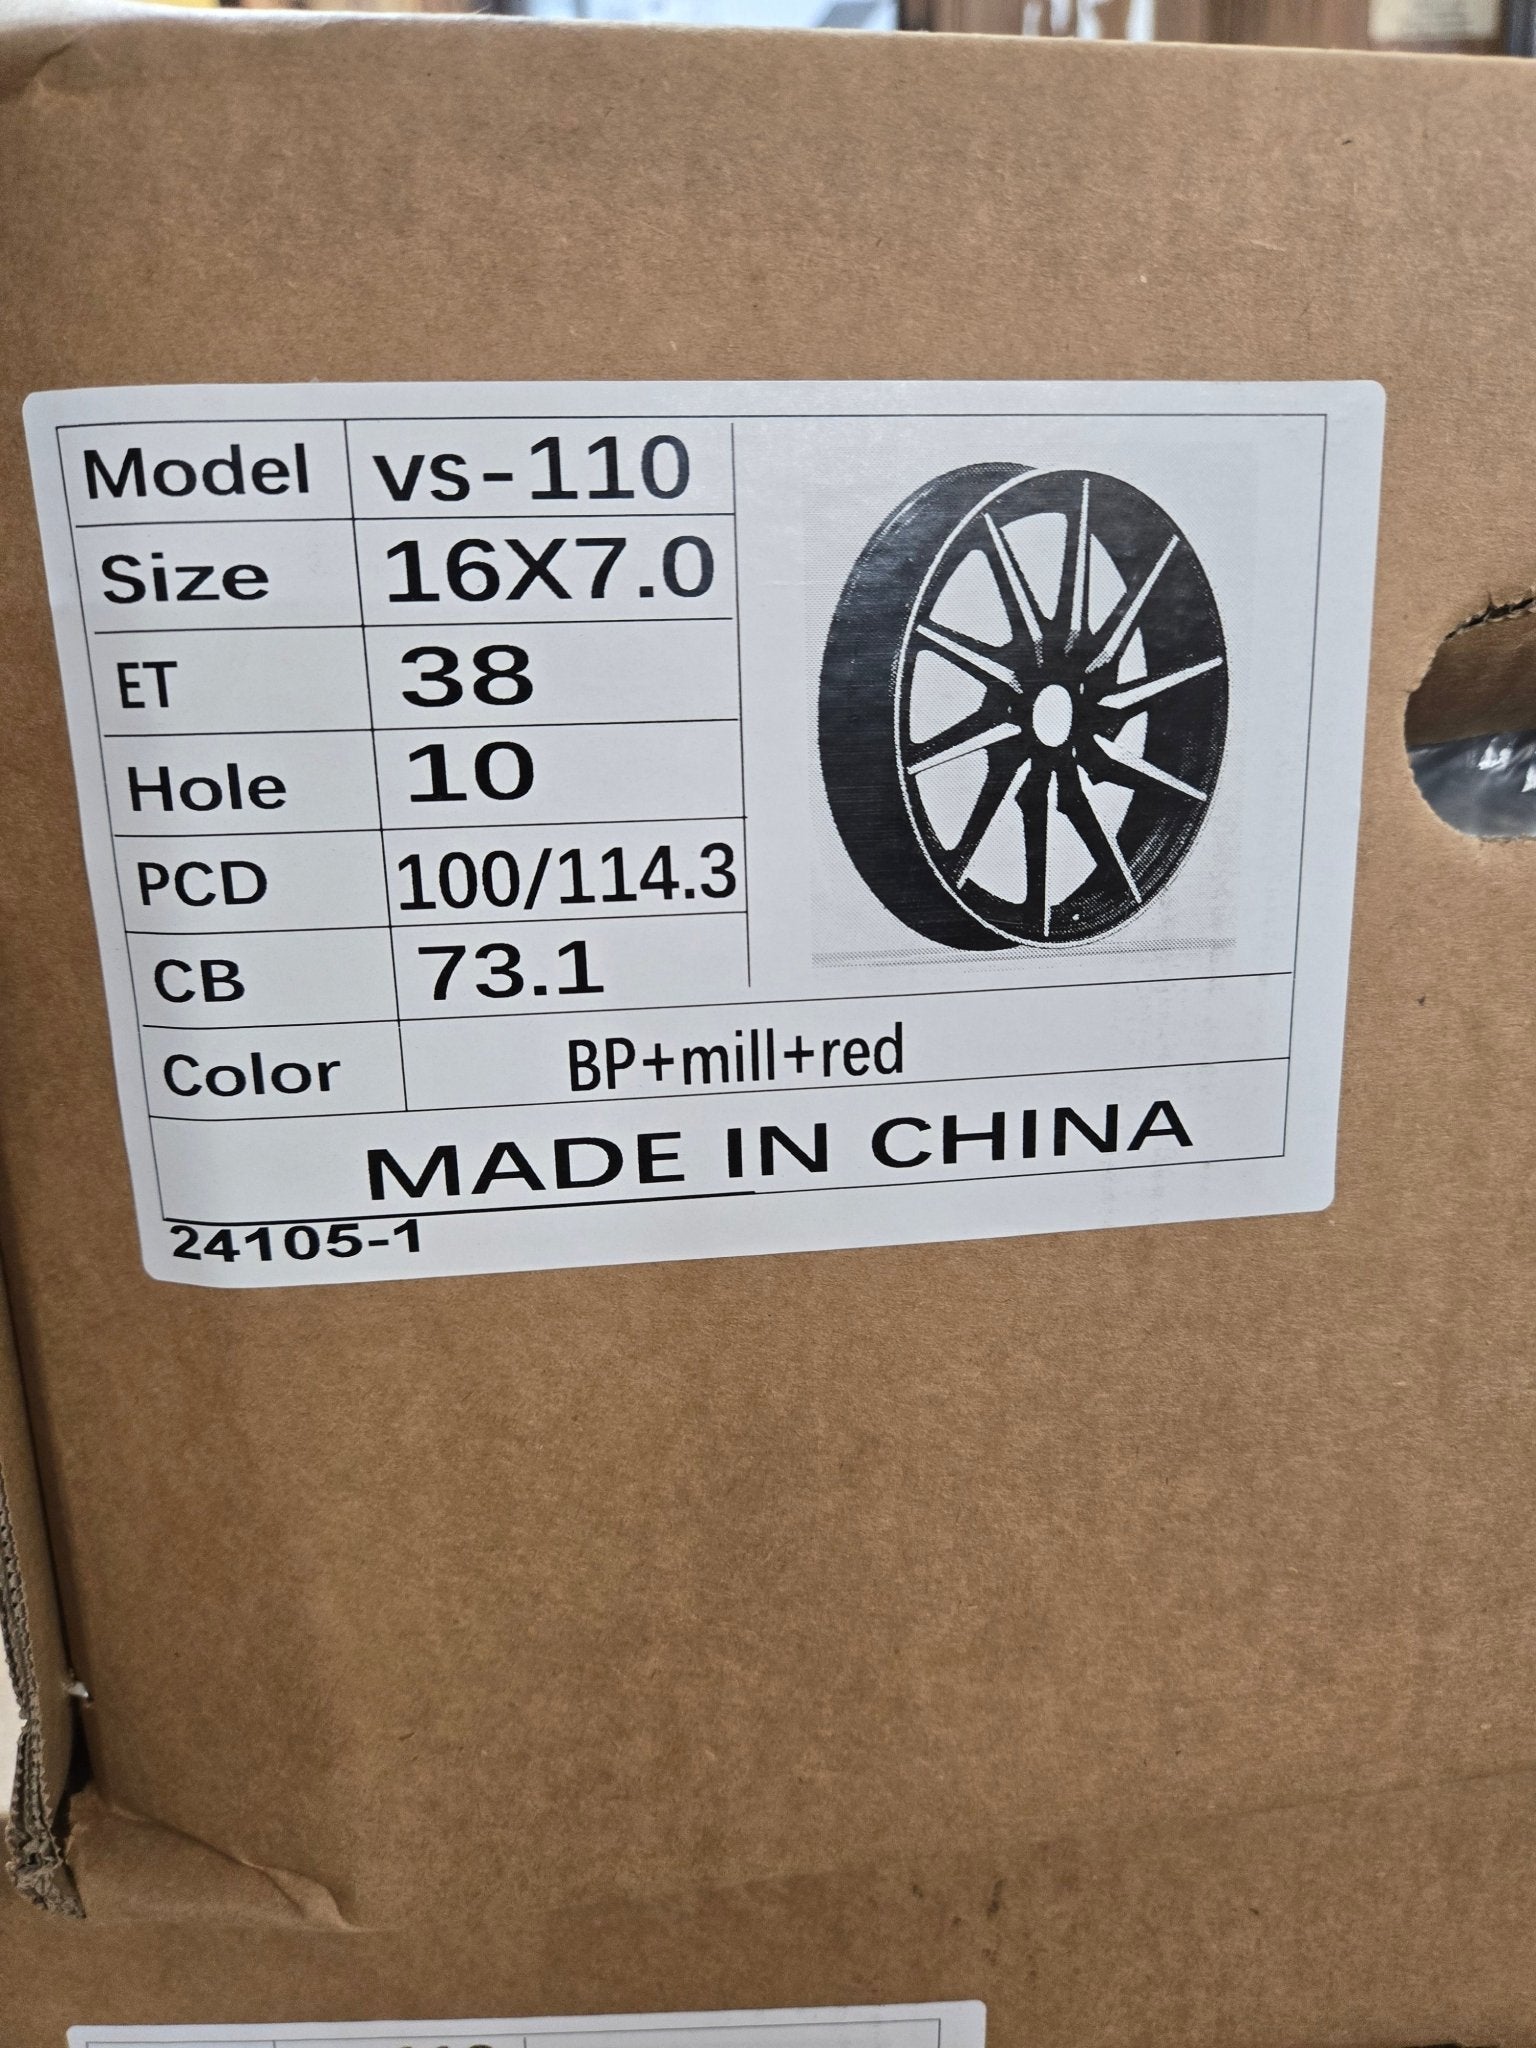 Model vs-110
Size 16X7.0
ET 38
Hole 10
PCD 100/114.3
CB 73.1
Color BP+mill+red
MADE IN CHINA
24105-1